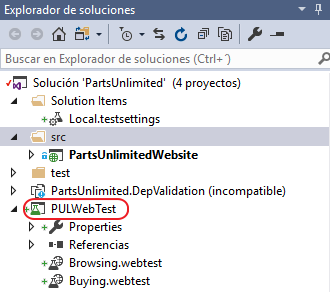 Explorador de soluciones
Buscar en Explorador de soluciones (Ctrl+´)
Solución 'PartsUnlimited' (4 proyectos)
Solution Items
Local.testsettings
src
PartsUnlimitedWebsite
test
PartsUnlimited.DepValidation (incompatible)
PULWebTest
Properties
Referencias
Browsing.webtest
Buying.webtest